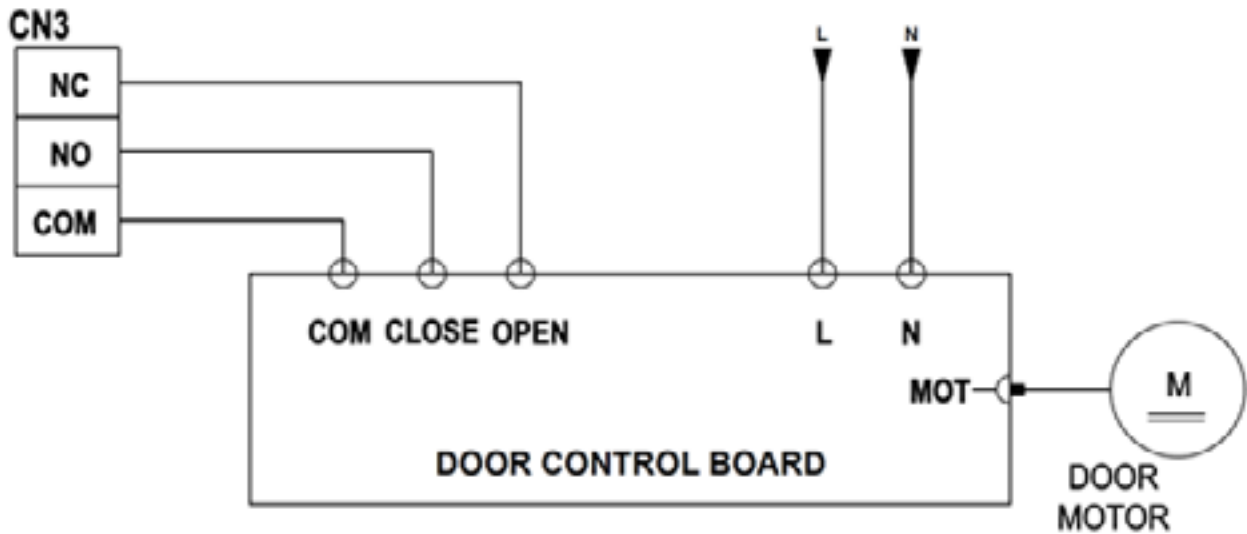 CN3
NC
NO
COM
L N
COM CLOSE OPEN L N
MOT
M
DOOR CONTROL BOARD
DOOR
MOTOR